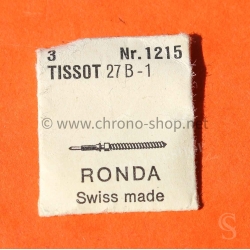 © www.chrono-shop.net
3 Nr. 1215
TISSOT 27 B-1
RONDA
Swiss made